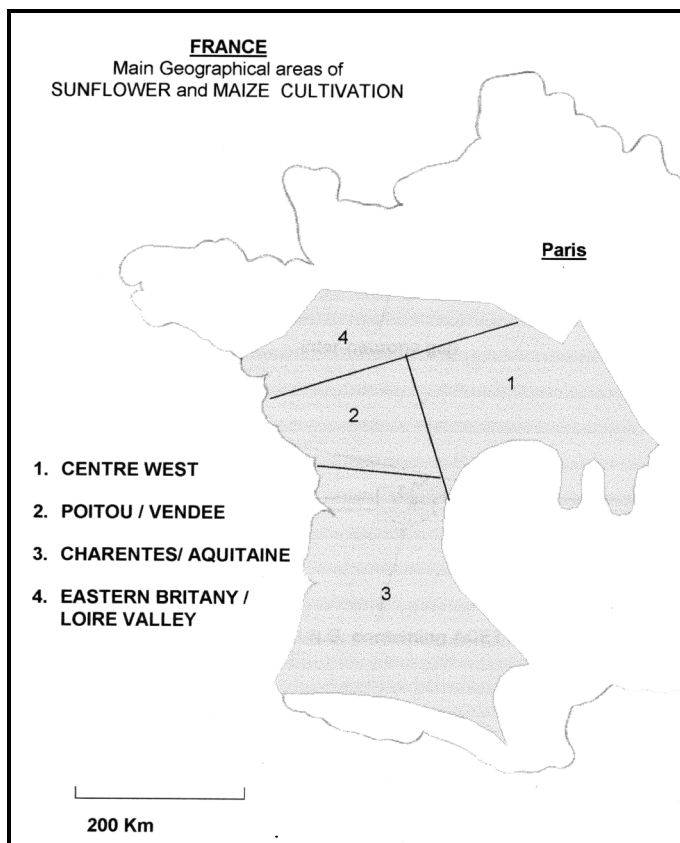 FRANCE
Main Geographical areas of
SUNFLOWER and MAIZE CULTIVATION
Paris
4
1
2
1. CENTRE WEST
2. POITOU / VENDEE
3. CHARENTES/ AQUITAINE
3
4. EASTERN BRITANY /
LOIRE VALLEY
200 Km